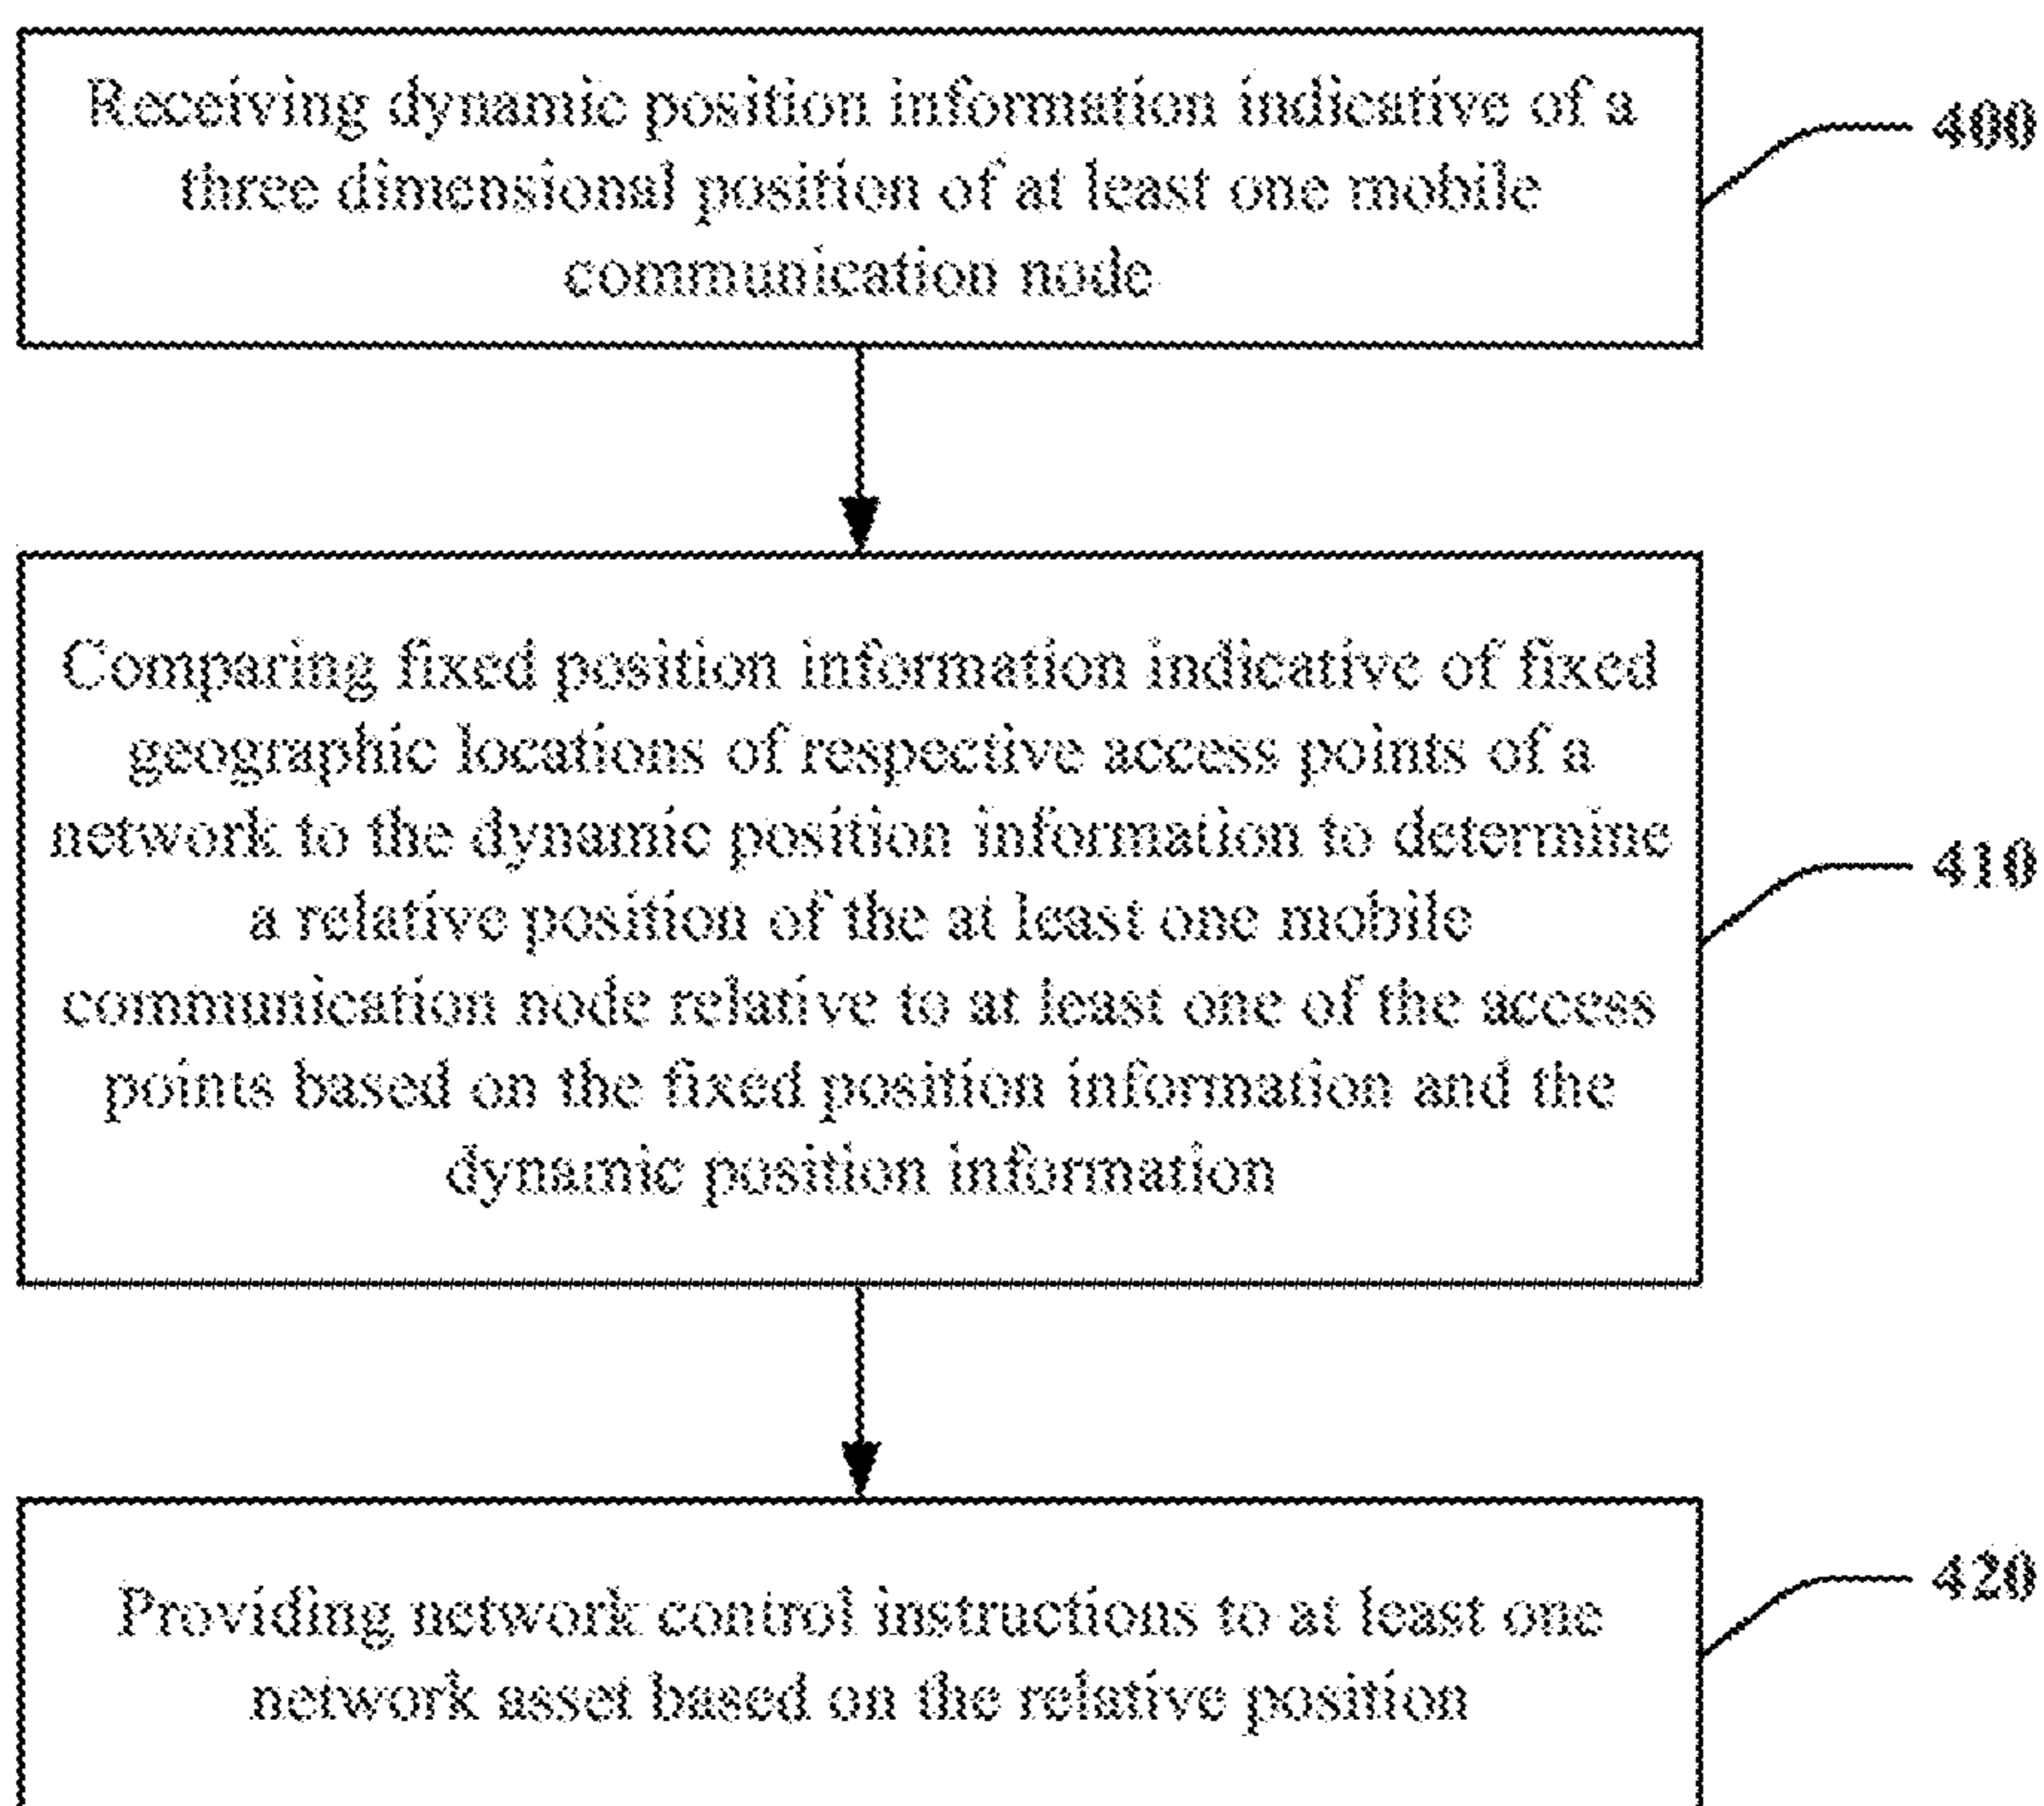 Receiving dynamic position information indicative of a
three dimensional position of at least one mobile
communication node
400
Comparing fixed position information indicative of fixed
geographic locations of respective access points of a
network to the dynamic position information to determine
a relative position of the at least one mobile
communication node relative to at least one of the access
points based on the fixed position information and the
dynamic position information
410
Providing network control instructions to at least one
network asset based on the relative position
420